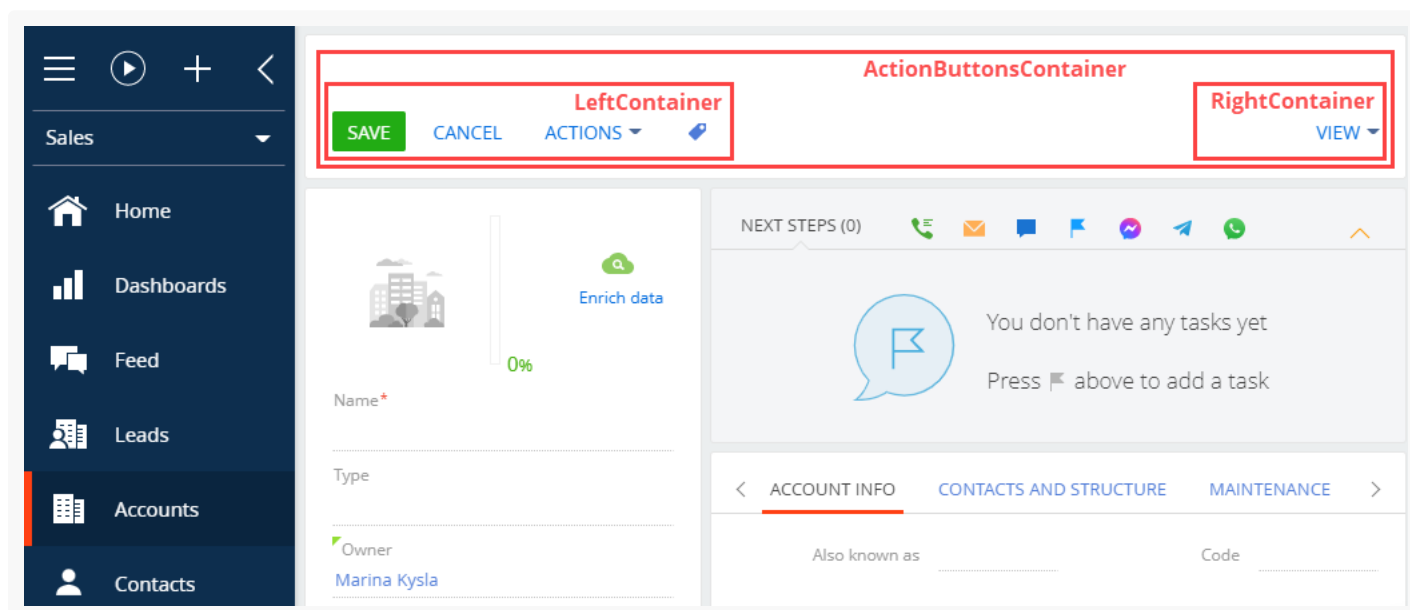 ActionButtonsContainer
LeftContainer
RightContainer
SAVE CANCEL ACTIONS
VIEW
Sales
Home
Dashboards
Feed
Leads
Accounts
Contacts
Enrich data
0%
Name*
Type
Owner
Marina Kysla
NEXT STEPS (0)
You don't have any tasks yet
Press above to add a task
ACCOUNT INFO CONTACTS AND STRUCTURE MAINTENANCE
Also known as
Code